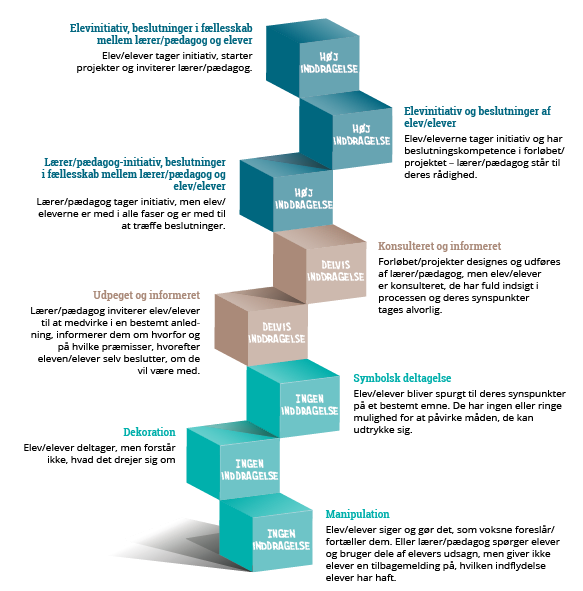 Elevinitiativ, beslutninger i fællesskab
mellem lærer/pædagog og elever
Elev/elever tager initiativ, starter
projekter og inviterer lærer/pædagog.
HØJ
INDDRAGELSE
Elevinitiativ og beslutninger af
elev/elever
Elev/eleverne tager initiativ og har
beslutningskompetence i forløbet/
projektet – lærer/pædagog står til
deres rådighed.
HØJ
INDDRAGELSE
Lærer/pædagog-initiativ, beslutninger
i fællesskab mellem lærer/pædagog og
elev/elever
Lærer/pædagog tager initiativ, men elev/
eleverne er med i alle faser og er med til
at træffe beslutninger.
HØJ
INDDRAGELSE
Konsulteret og informeret
Forløbet/projekter designes og udføres
af lærer/pædagog, men elev/elever
er konsulteret, de har fuld indsigt i
processen og deres synspunkter
tages alvorlig.
DELVIS
INDDRAGELSE
Udpeget og informeret
Lærer/pædagog inviterer elev/elever
til at medvirke i en bestemt anled-
ning, informerer dem om hvorfor og
på hvilke præmisser, hvorefter
eleven/elever selv beslutter, om de
vil være med.
DELVIS
INDDRAGELSE
Symbolsk deltagelse
Elev/elever bliver spurgt til deres synspunkter
på et bestemt emne. De har ingen eller ringe
mulighed for at påvirke måden, de kan
udtrykke sig.
INGEN
INDDRAGELSE
Dekoration
Elev/elever deltager, men forstår
ikke, hvad det drejer sig om
INGEN
INDDRAGELSE
Manipulation
Elev/elever siger og gør det, som voksne foreslår/
fortæller dem. Eller lærer/pædagog spørger elever
og bruger dele af elevers udsagn, men giver ikke
elever en tilbagemelding på, hvilken indflydelse
elever har haft.
INGEN
INDDRAGELSE